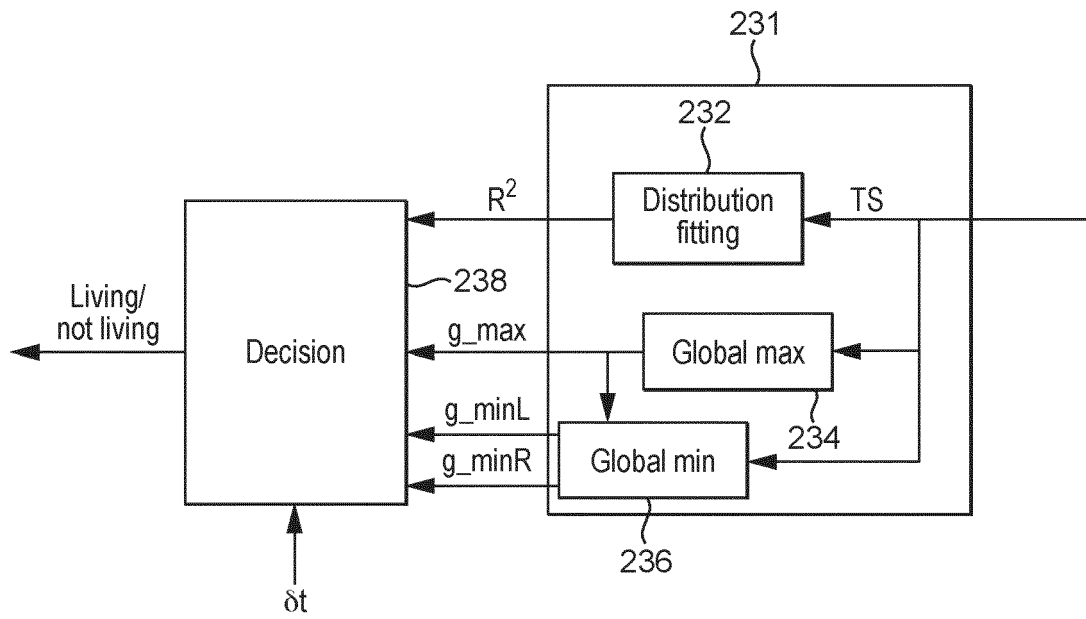 231
232
R²
Distribution
fitting
TS
238
Living/
not living
Decision
g_max
Global max
234
g_minL
g_minR
Global min
236
δt